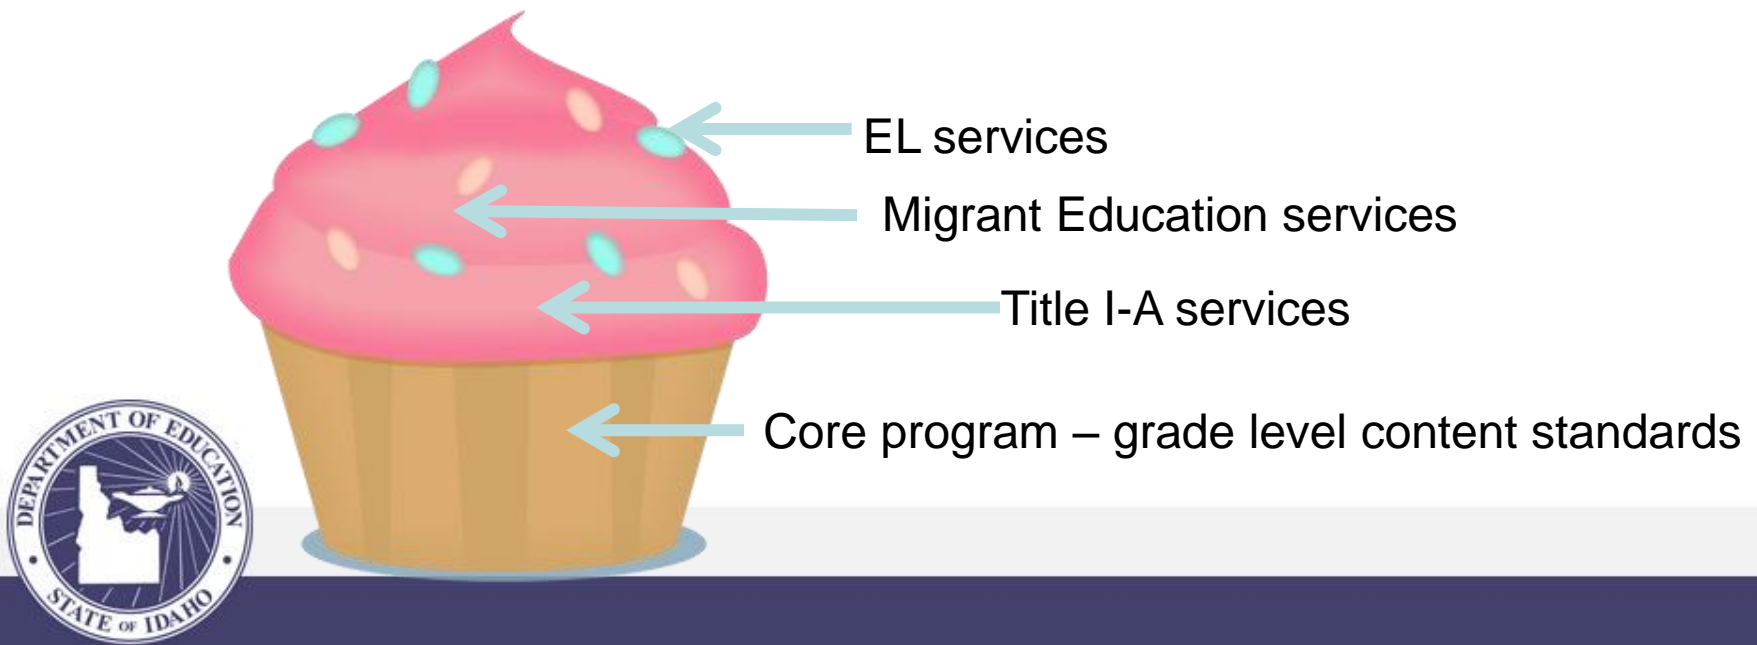 EL services
Migrant Education services
Title I-A services
Core program – grade level content standards
DEPARTMENT OF EDUCATION
STATE OF IDAHO